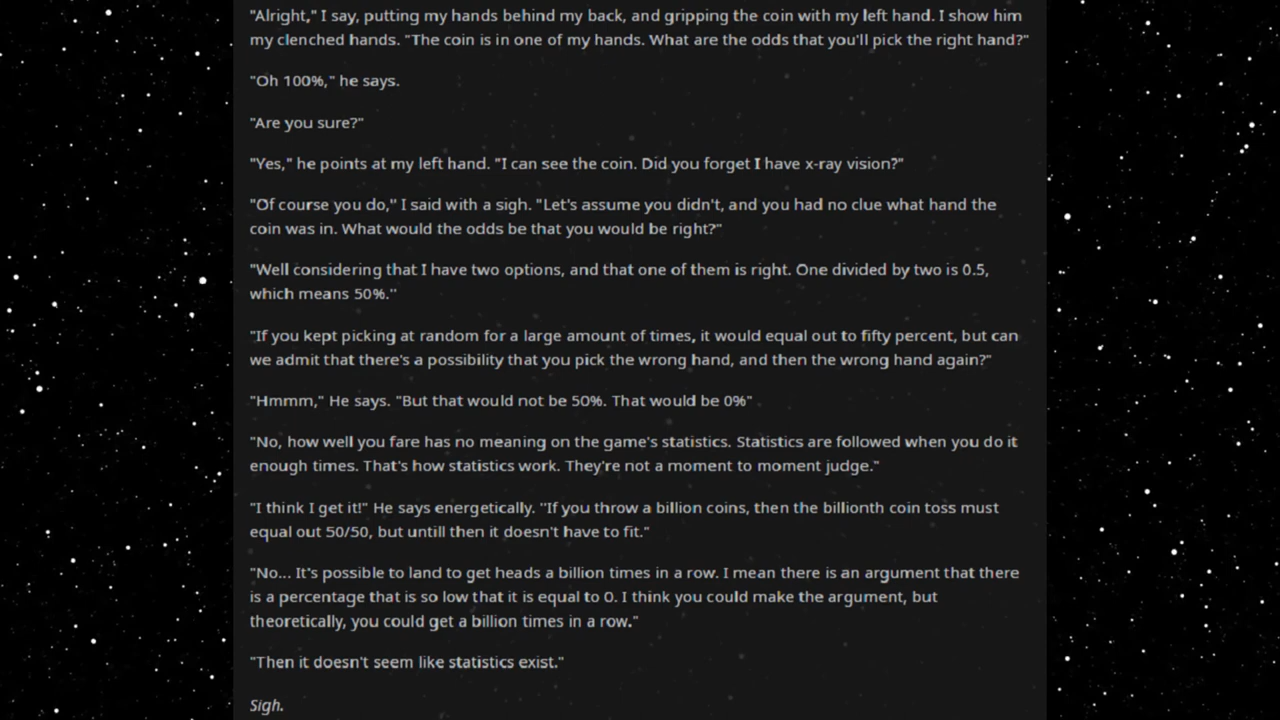 "Alright," I say, putting my hands behind my back, and gripping the coin with my left hand. I show him
my clenched hands. "The coin is in one of my hands. What are the odds that you'll pick the right hand?"
"Oh 100%," he says.
"Are you sure?"
"Yes," he points at my left hand. "I can see the coin. Did you forget I have x-ray vision?"
"Of course you do," I said with a sigh. "Let's assume you didn't, and you had no clue what hand the
coin was in. What would the odds be that you would be right?"
"Well considering that I have two options, and that one of them is right. One divided by two is 0.5,
which means 50%."
"If you kept picking at random for a large amount of times, it would equal out to fifty percent, but can
we admit that there's a possibility that you pick the wrong hand, and then the wrong hand again?"
"Hmmm," He says. "But that would not be 50%. That would be 0%"
"No, how well you fare has no meaning on the game's statistics. Statistics are followed when you do it
enough times. That's how statistics work. They're not a moment to moment judge."
"I think I get it!" He says energetically. "If you throw a billion coins, then the billionth coin toss must
equal out 50/50, but untill then it doesn't have to fit."
"No... It's possible to land to get heads a billion times in a row. I mean there is an argument that there
is a percentage that is so low that it is equal to 0. I think you could make the argument, but
theoretically, you could get a billion times in a row."
"Then it doesn't seem like statistics exist."
Sigh.